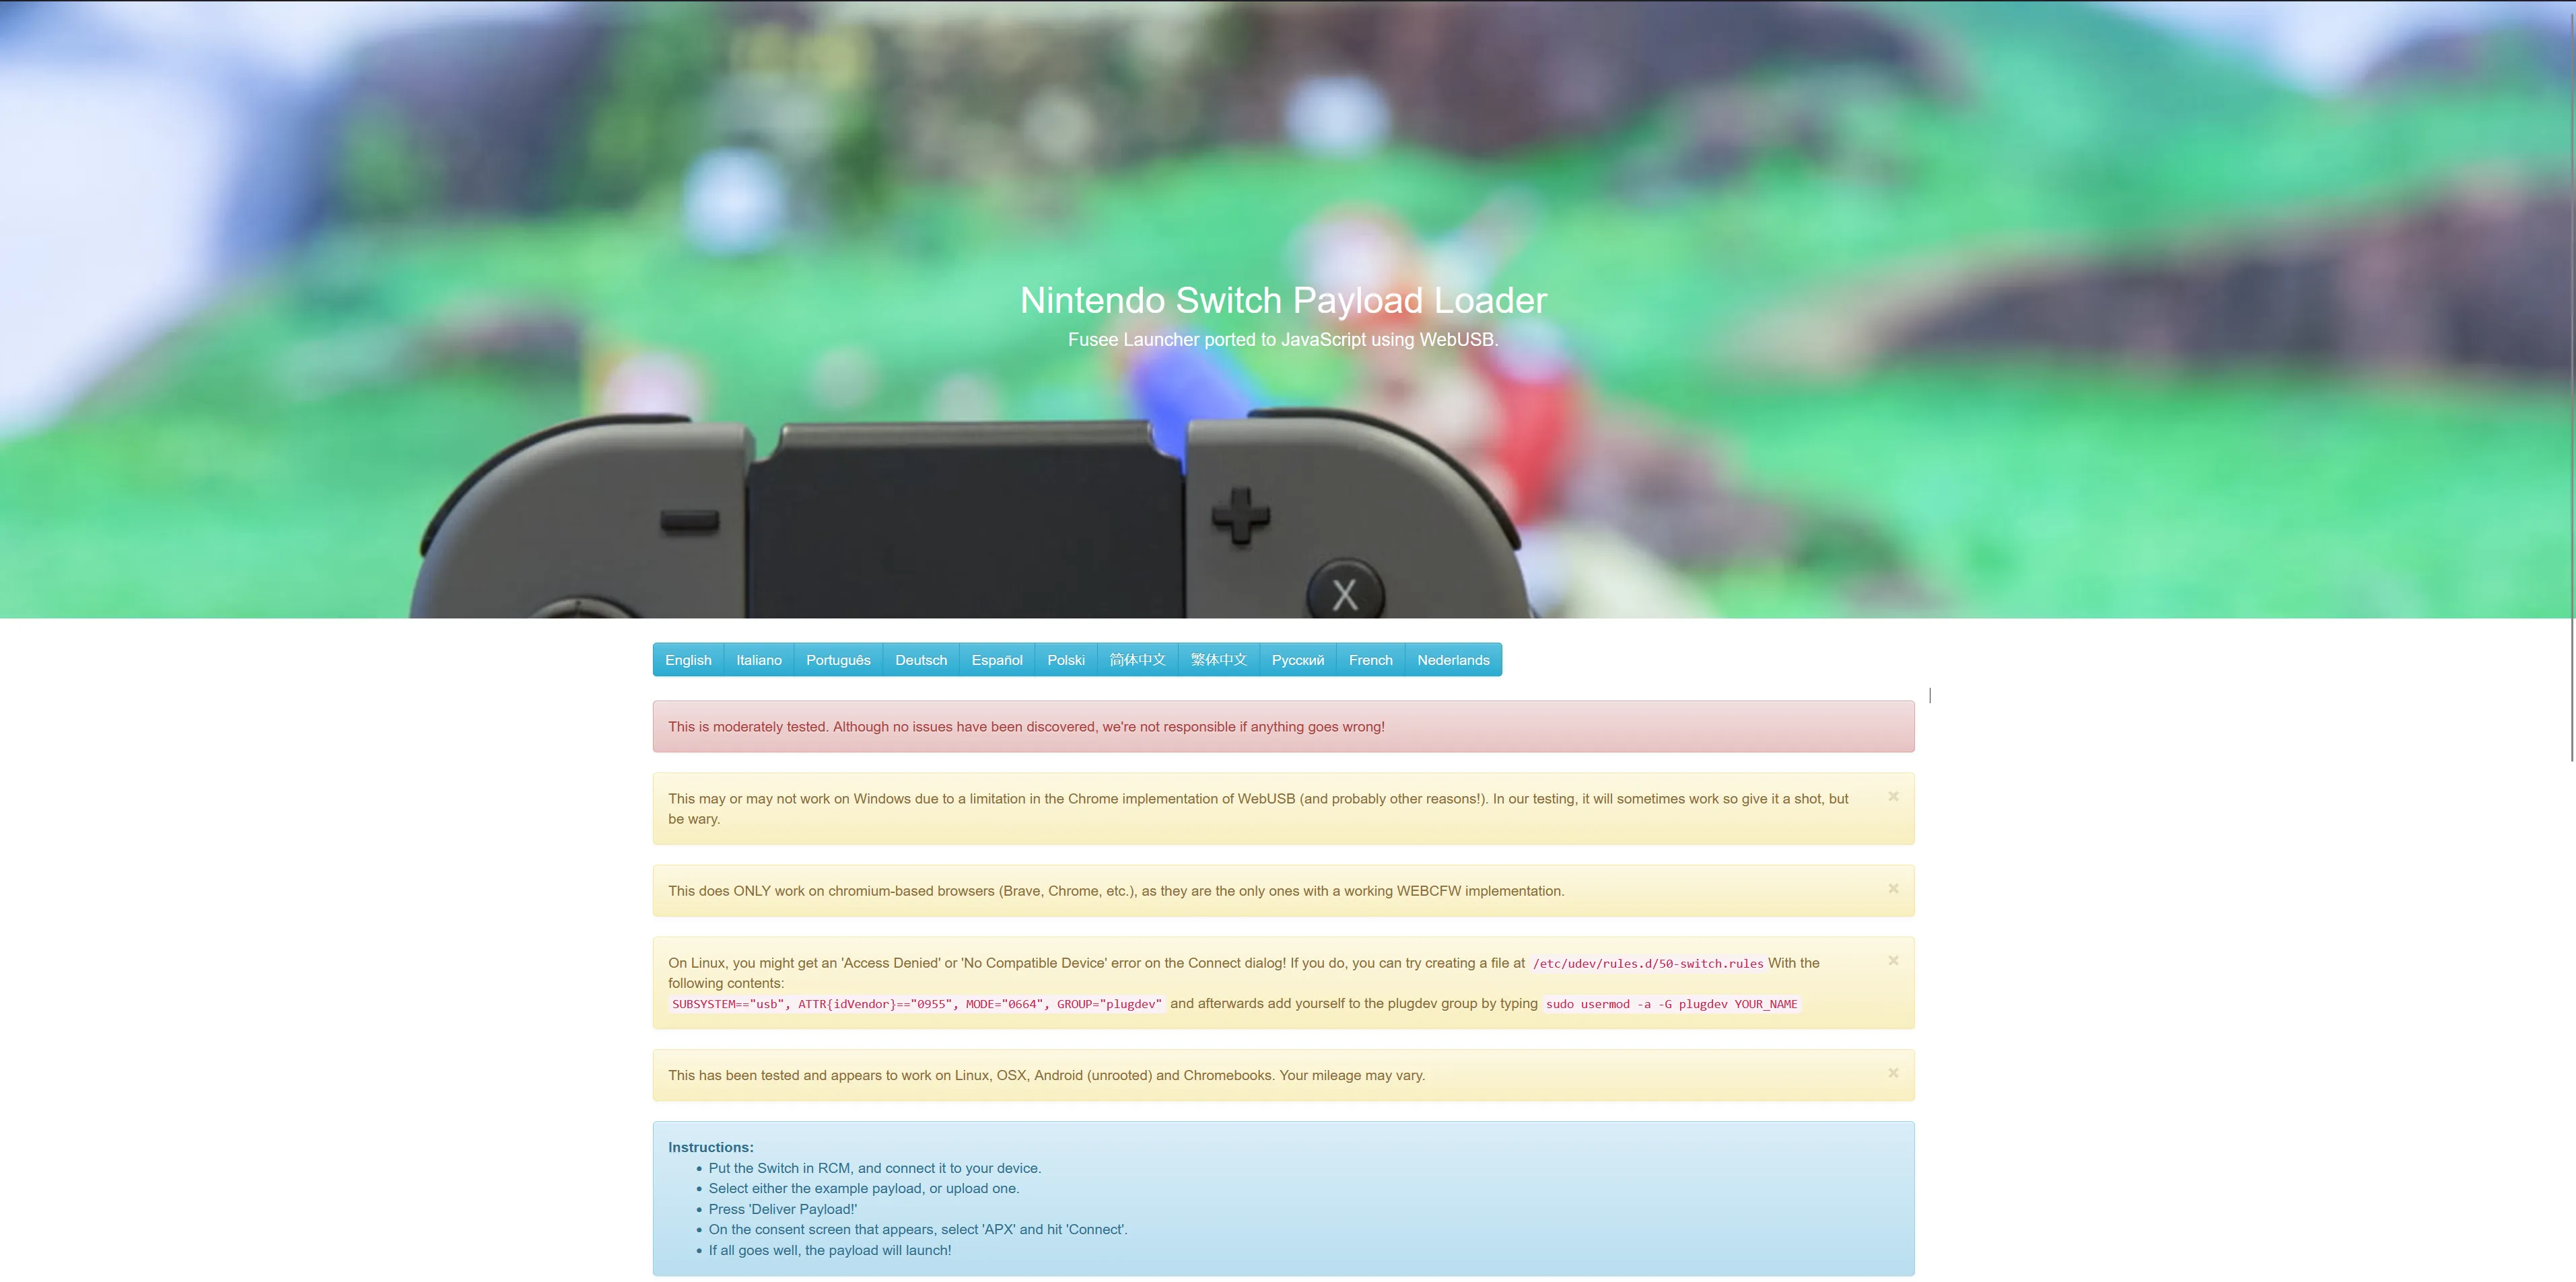 Nintendo Switch Payload Loader
Fusee Launcher ported to JavaScript using WebUSB.
X
English Italiano Português Deutsch Español Polski 简体中文 繁体中文 Русский French Nederlands
This is moderately tested. Although no issues have been discovered, we're not responsible if anything goes wrong!
This may or may not work on Windows due to a limitation in the Chrome implementation of WebUSB (and probably other reasons!). In our testing, it will sometimes work so give it a shot, but
be wary.
This does ONLY work on chromium-based browsers (Brave, Chrome, etc.), as they are the only ones with a working WEBCFW implementation.
On Linux, you might get an 'Access Denied' or 'No Compatible Device' error on the Connect dialog! If you do, you can try creating a file at /etc/udev/rules.d/50-switch.rules With the
following contents:
SUBSYSTEM=="usb", ATTR{idVendor}=="0955", MODE="0664", GROUP="plugdev" and afterwards add yourself to the plugdev group by typing sudo usermod -a -G plugdev YOUR_NAME
This has been tested and appears to work on Linux, OSX, Android (unrooted) and Chromebooks. Your mileage may vary.
Instructions:
• Put the Switch in RCM, and connect it to your device.
• Select either the example payload, or upload one.
• Press 'Deliver Payload!'
• On the consent screen that appears, select 'APX' and hit 'Connect'.
• If all goes well, the payload will launch!